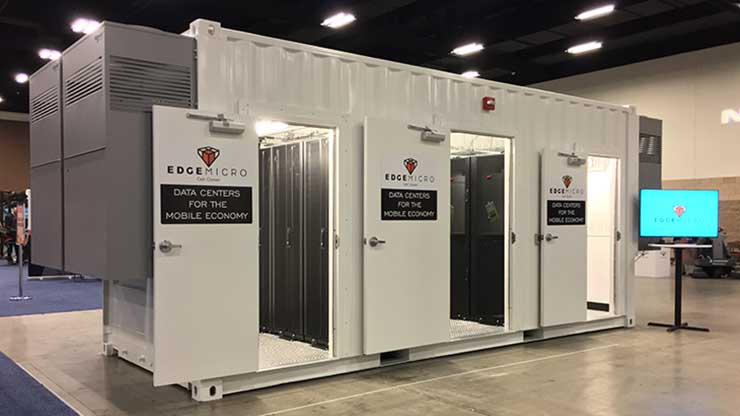 EDGEMICRO
DATA CENTERS
FOR THE
MOBILE ECONOMY
EDGEMICRO
DATA CENTERS
FOR THE
MOBILE ECONOMY
EDGEMICRO
DATA CENTERS
FOR THE
MOBILE ECONOMY
EDGEMICRO